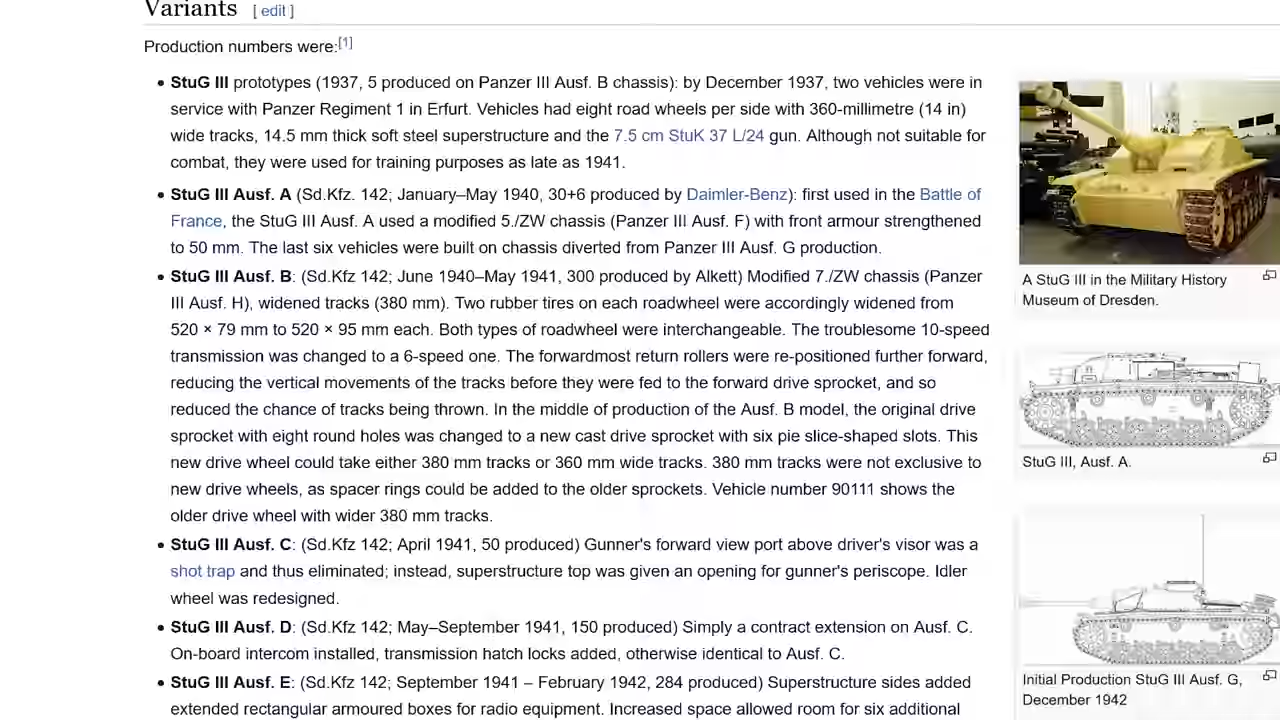 Variants [ edit ]
Production numbers were:[1]
• StuG III prototypes (1937, 5 produced on Panzer III Ausf. B chassis): by December 1937, two vehicles were in
service with Panzer Regiment 1 in Erfurt. Vehicles had eight road wheels per side with 360-millimetre (14 in)
wide tracks, 14.5 mm thick soft steel superstructure and the 7.5 cm StuK 37 L/24 gun. Although not suitable for
combat, they were used for training purposes as late as 1941.
• StuG III Ausf. A (Sd.Kfz. 142; January–May 1940, 30+6 produced by Daimler-Benz): first used in the Battle of
France, the StuG III Ausf. A used a modified 5./ZW chassis (Panzer III Ausf. F) with front armour strengthened
to 50 mm. The last six vehicles were built on chassis diverted from Panzer III Ausf. G production.
• StuG III Ausf. B: (Sd.Kfz 142; June 1940–May 1941, 300 produced by Alkett) Modified 7./ZW chassis (Panzer
III Ausf. H), widened tracks (380 mm). Two rubber tires on each roadwheel were accordingly widened from
520 × 79 mm to 520 × 95 mm each. Both types of roadwheel were interchangeable. The troublesome 10-speed
transmission was changed to a 6-speed one. The forwardmost return rollers were re-positioned further forward,
reducing the vertical movements of the tracks before they were fed to the forward drive sprocket, and so
reduced the chance of tracks being thrown. In the middle of production of the Ausf. B model, the original drive
sprocket with eight round holes was changed to a new cast drive sprocket with six pie slice-shaped slots. This
new drive wheel could take either 380 mm tracks or 360 mm wide tracks. 380 mm tracks were not exclusive to
new drive wheels, as spacer rings could be added to the older sprockets. Vehicle number 90111 shows the
older drive wheel with wider 380 mm tracks.
• StuG III Ausf. C: (Sd.Kfz 142; April 1941, 50 produced) Gunner's forward view port above driver's visor was a
shot trap and thus eliminated; instead, superstructure top was given an opening for gunner's periscope. Idler
wheel was redesigned.
• StuG III Ausf. D: (Sd.Kfz 142; May–September 1941, 150 produced) Simply a contract extension on Ausf. C.
On-board intercom installed, transmission hatch locks added, otherwise identical to Ausf. C.
• StuG III Ausf. E: (Sd.Kfz 142; September 1941 – February 1942, 284 produced) Superstructure sides added
extended rectangular armoured boxes for radio equipment. Increased space allowed room for six additional
A StuG III in the Military History
Museum of Dresden.
StuG III, Ausf. A.
Initial Production StuG III Ausf. G,
December 1942